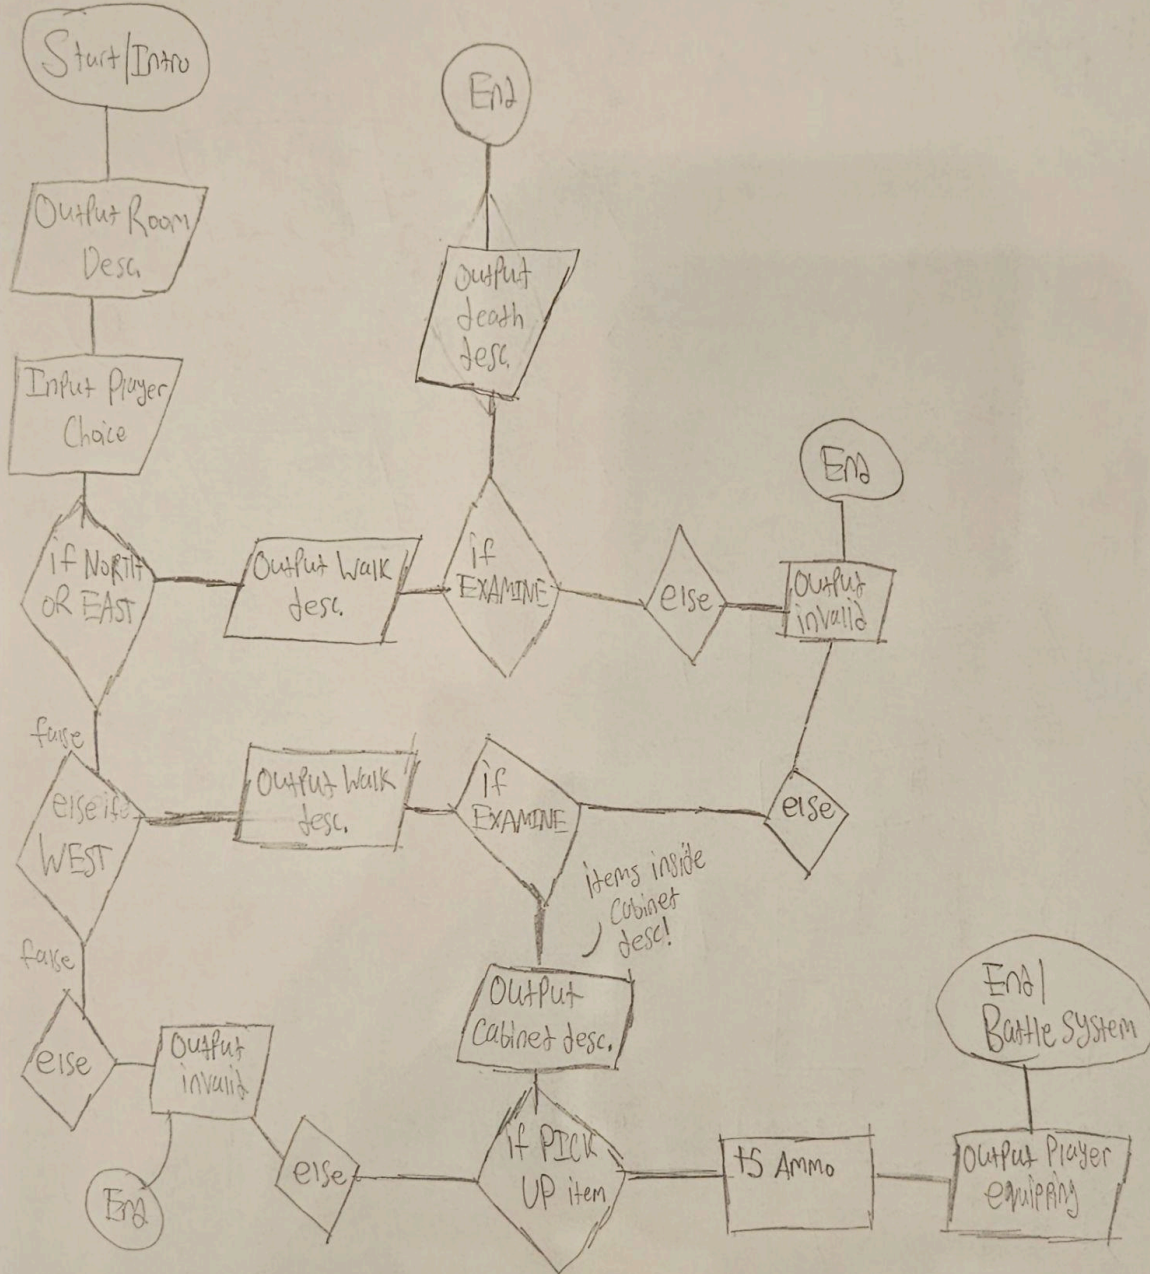 Start/Intro
End
Output Room
Desc.
Output
death
desc.
Input Player
Choice
End
if NORTH
OR EAST
Output Walk
desc.
if
EXAMINE
else
Output
invalid
false
else if
WEST
Output Walk
desc.
if
EXAMINE
else
items inside
cabinet
desc!
false
Output
Cabinet desc.
End/
Battle system
else
Output
invalid
if PICK
UP item
else
+5 Ammo
Output Player
equipping
End